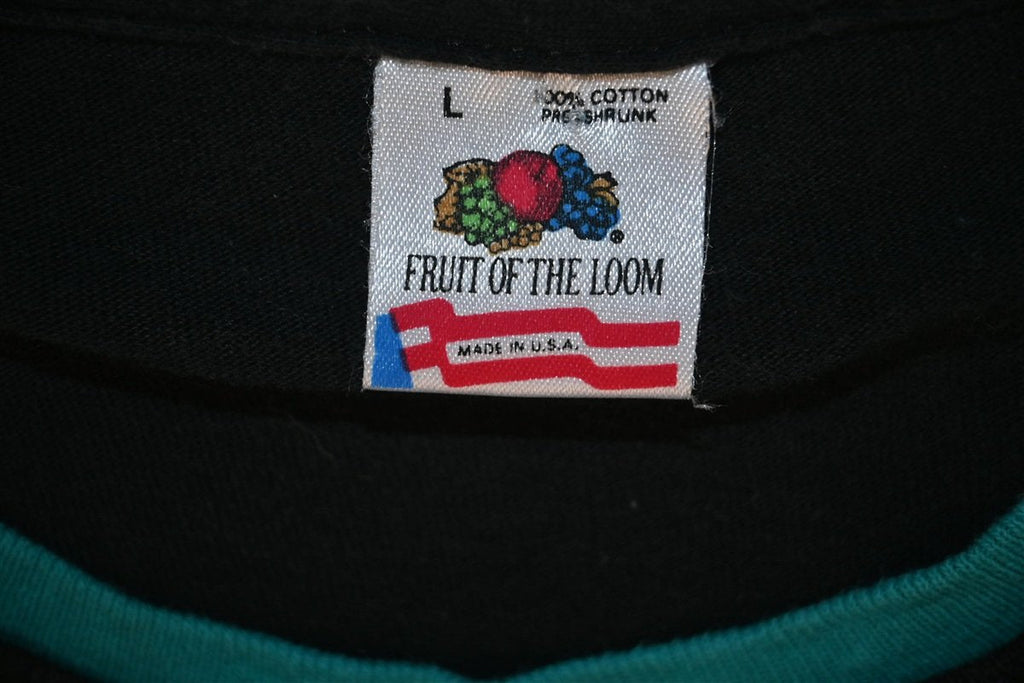 L
100% COTTON
PRE-SHRUNK
®
FRUIT OF THE LOOM
MADE IN U.S.A.